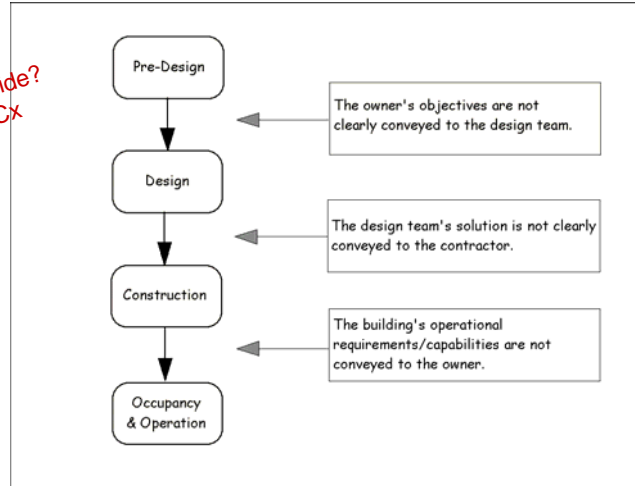 Pre-Design
The owner's objectives are not
clearly conveyed to the design team.
Design
The design team's solution is not clearly
conveyed to the contractor.
Construction
The building's operational
requirements/capabilities are not
conveyed to the owner.
Occupancy
& Operation